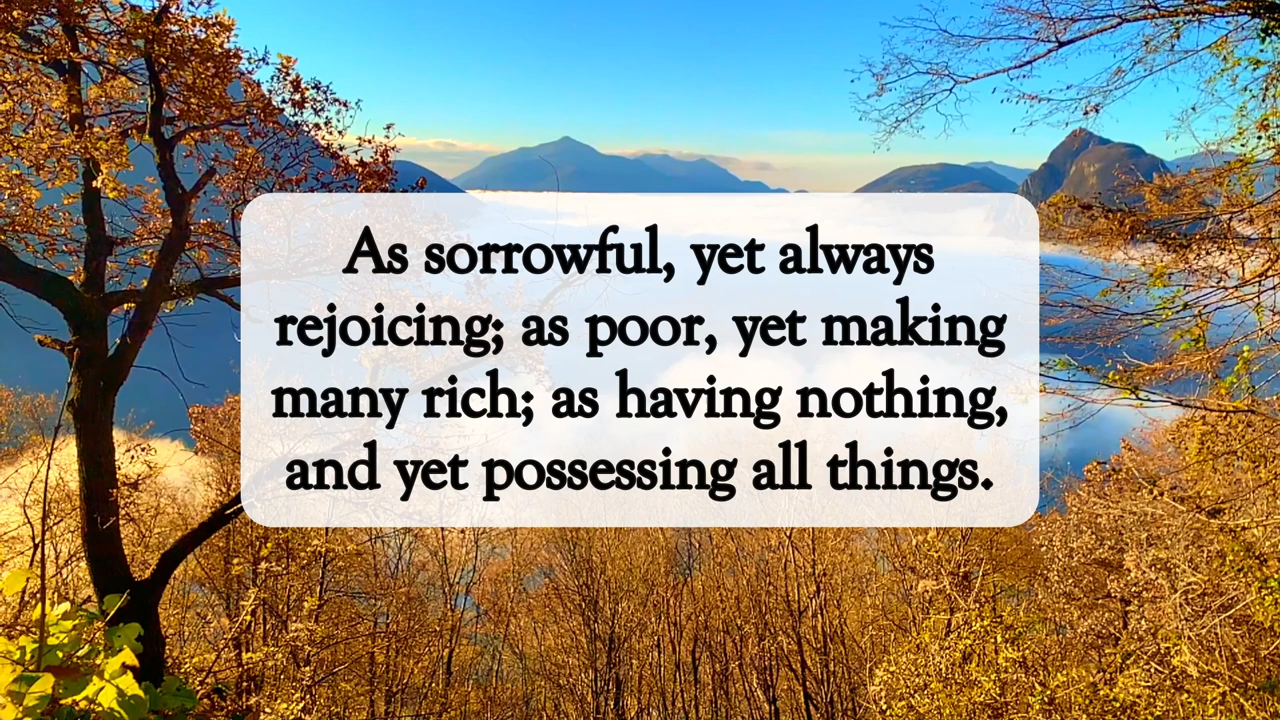 As sorrowful, yet always
rejoicing; as poor, yet making
many rich; as having nothing,
and yet possessing all things.